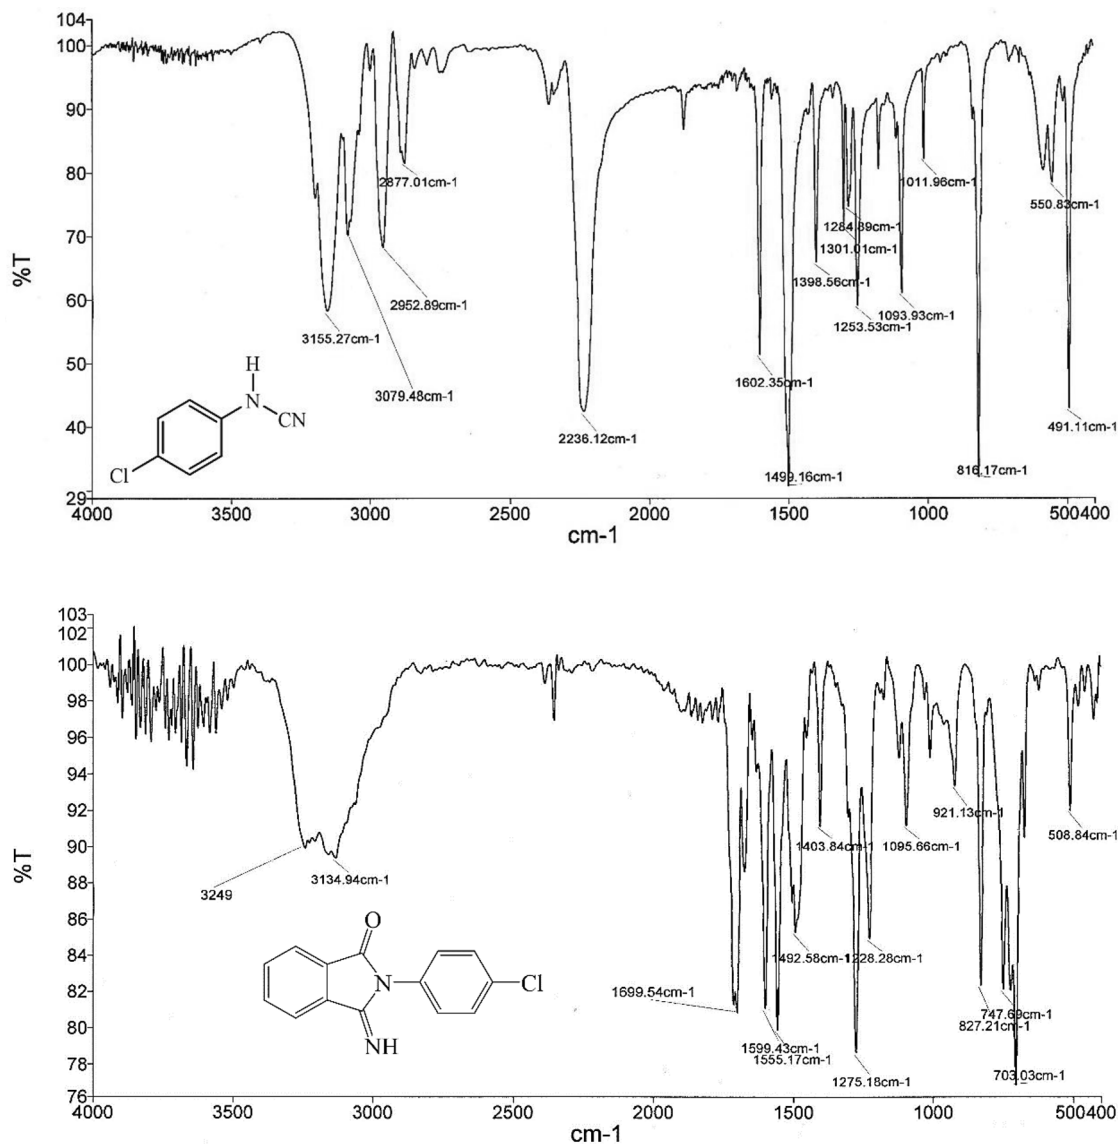 104
100
90
80
70
60
50
40
29
%T
2877.01cm-1
2952.89cm-1
3155.27cm-1
3079.48cm-1
2236.12cm-1
1602.35cm-1
1499.16cm-1
1398.56cm-1
1284.89cm-1
1301.01cm-1
1253.53cm-1
1093.93cm-1
1011.96cm-1
816.17cm-1
550.83cm-1
491.11cm-1
H
N
CN
Cl
4000
3500
3000
2500
2000
1500
1000
500400
cm-1
103
102
100
98
96
94
92
90
88
86
84
82
80
78
76
%T
3249
3134.94cm-1
1699.54cm-1
1599.43cm-1
1555.17cm-1
1492.58cm-1
1403.84cm-1
1275.18cm-1
1228.28cm-1
1095.66cm-1
921.13cm-1
827.21cm-1
747.69cm-1
703.03cm-1
508.84cm-1
O
N
Cl
NH
4000
3500
3000
2500
2000
1500
1000
500400
cm-1